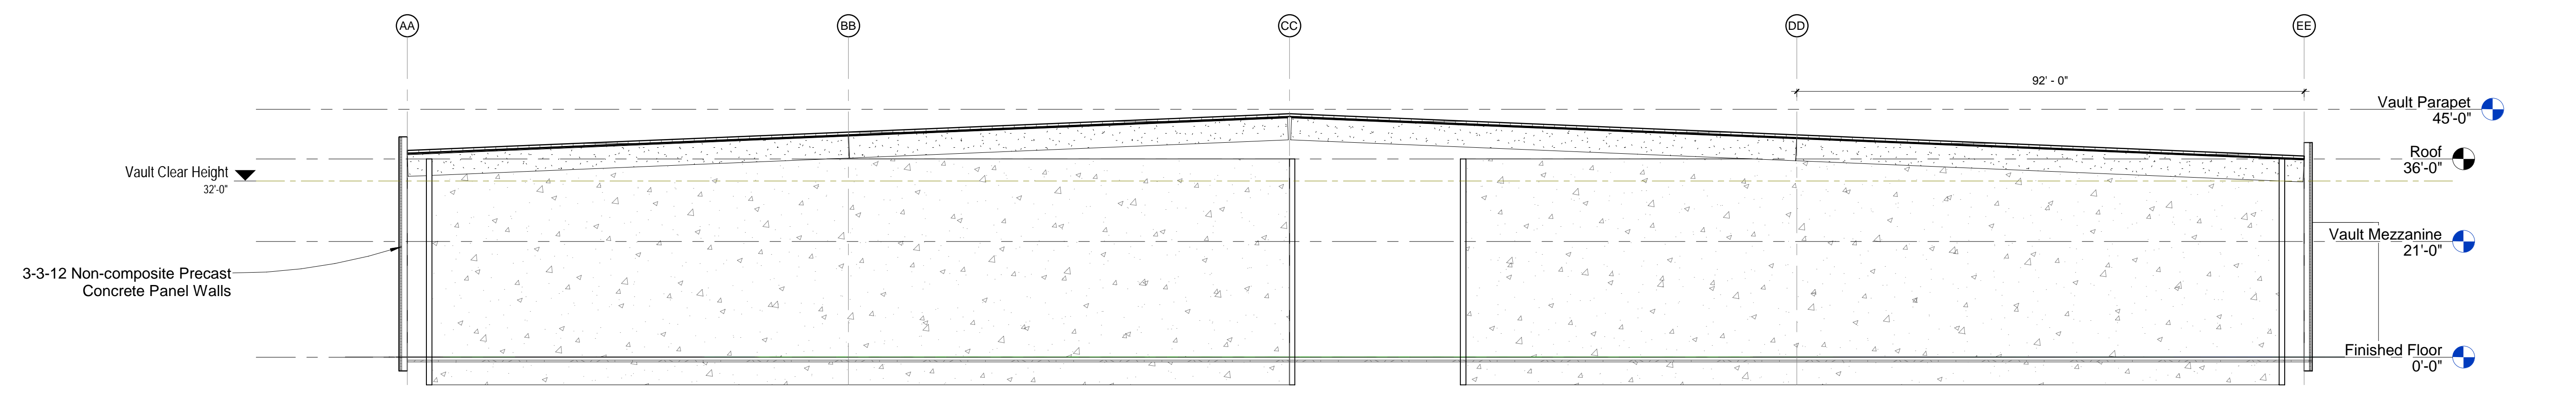 AA
BB
CC
DD
EE
92' - 0"
Vault Parapet
45'-0"
Roof
36'-0"
Vault Clear Height
32'-0"
Vault Mezzanine
21'-0"
3-3-12 Non-composite Precast
Concrete Panel Walls
Finished Floor
0'-0"